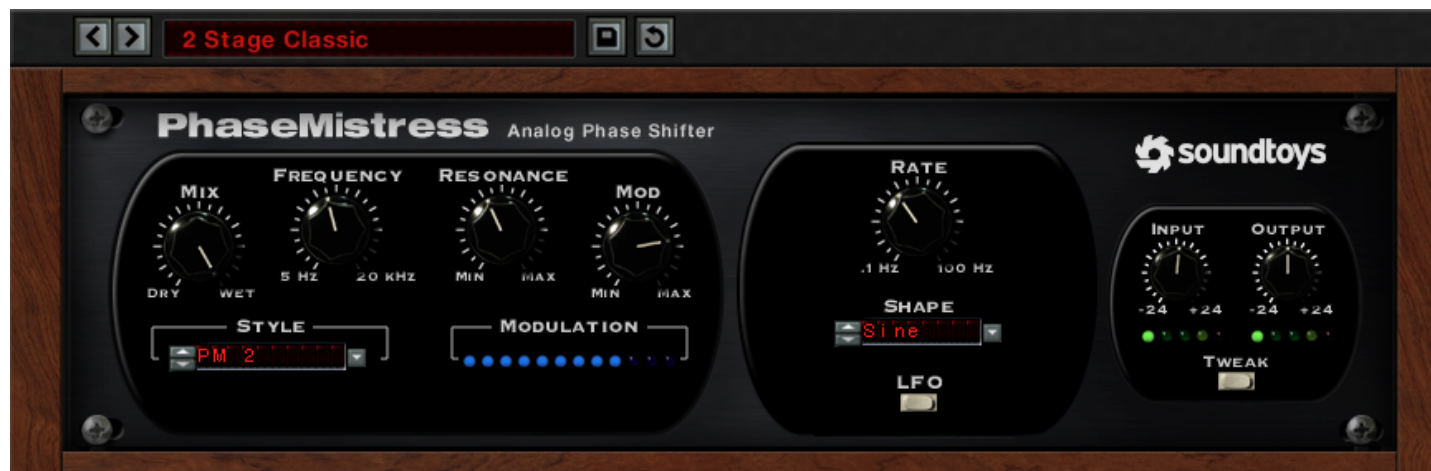 2 Stage Classic
PhaseMistress Analog Phase Shifter
soundtoys
Mix
Frequency
Resonance
Mod
Dry Wet
5 Hz 20 kHz
Min Max
Min Max
Style
PM 2
Modulation
Rate
.1 Hz 100 Hz
Shape
Sine
LFO
Input
Output
-24 +24
-24 +24
Tweak